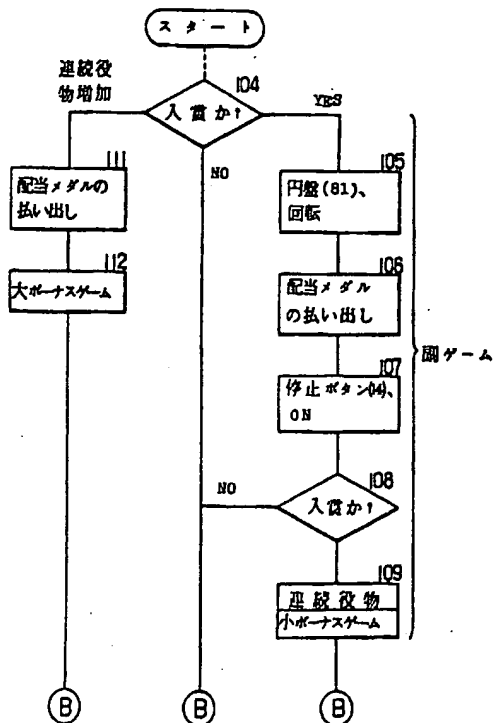 スタート
連続役
物増加
104
入賞か?
YES
NO
111
配当メダルの
払い出し
112
大ボーナスゲーム
105
円盤(81)、
回転
106
配当メダル
の払い出し
107
停止ボタン(14)、
ON
108
NO
入賞か?
109
連続役物
小ボーナスゲーム
ゲーム
B
B
B